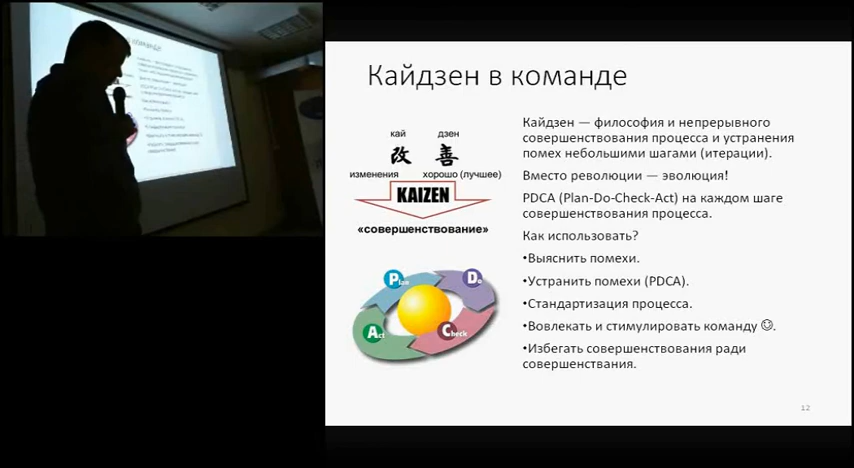 Кайдзен в команде
кай дзен
改 善
изменения хорошо (лучшее)
KAIZEN
«совершенствование»
Plan
Do
Act
Check
Кайдзен — философия и непрерывного
совершенствования процесса и устранения
помех небольшими шагами (итерации).
Вместо революции — эволюция!
PDCA (Plan-Do-Check-Act) на каждом шаге
совершенствования процесса.
Как использовать?
•Выяснить помехи.
•Устранить помехи (PDCA).
•Стандартизация процесса.
•Вовлекать и стимулировать команду ☺.
•Избегать совершенствования ради
совершенствания.
12